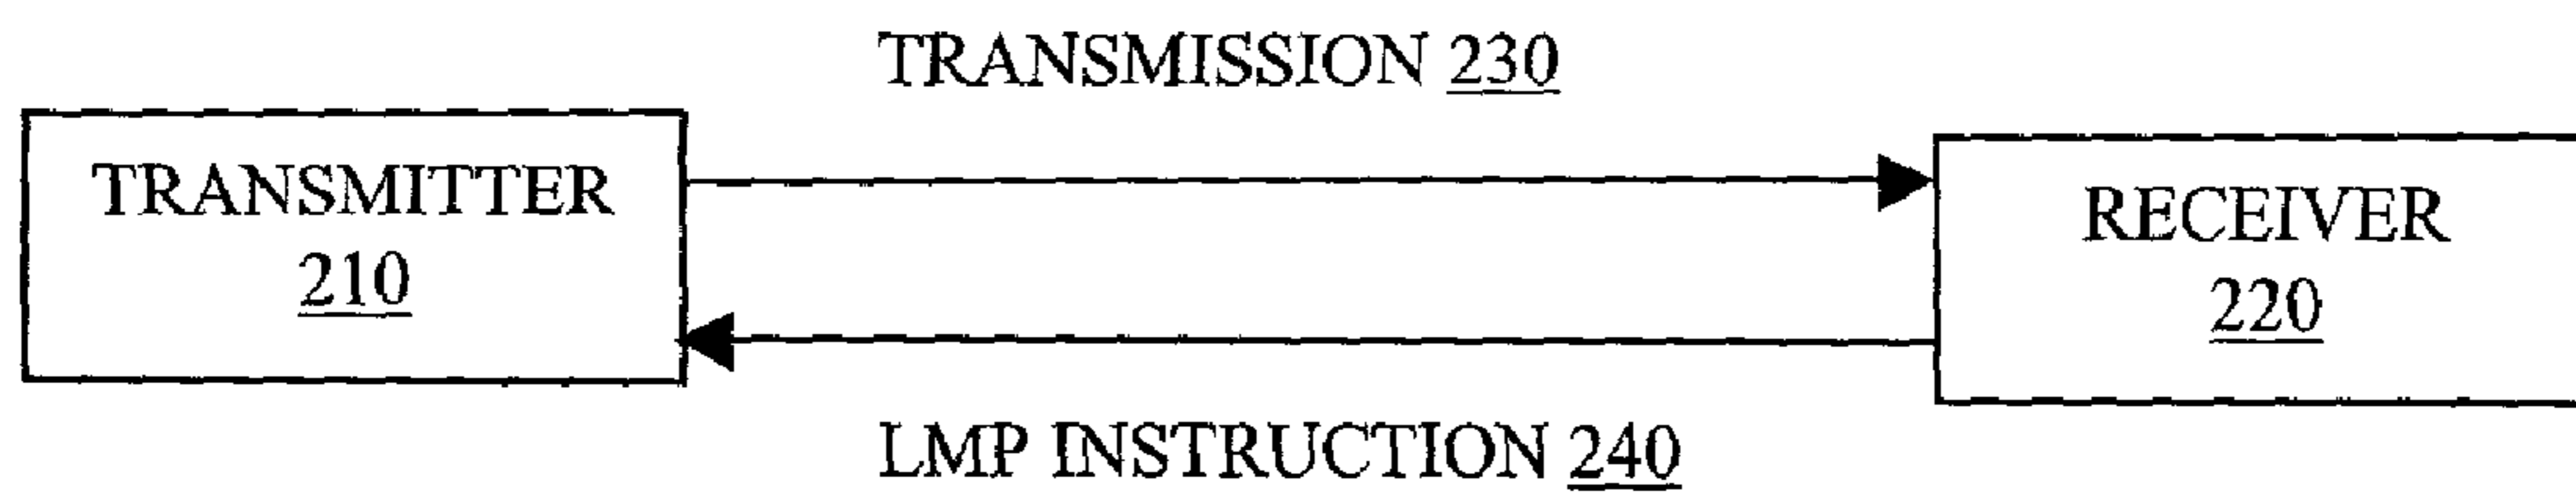 TRANSMISSION 230
TRANSMITTER
210
RECEIVER
220
LMP INSTRUCTION 240